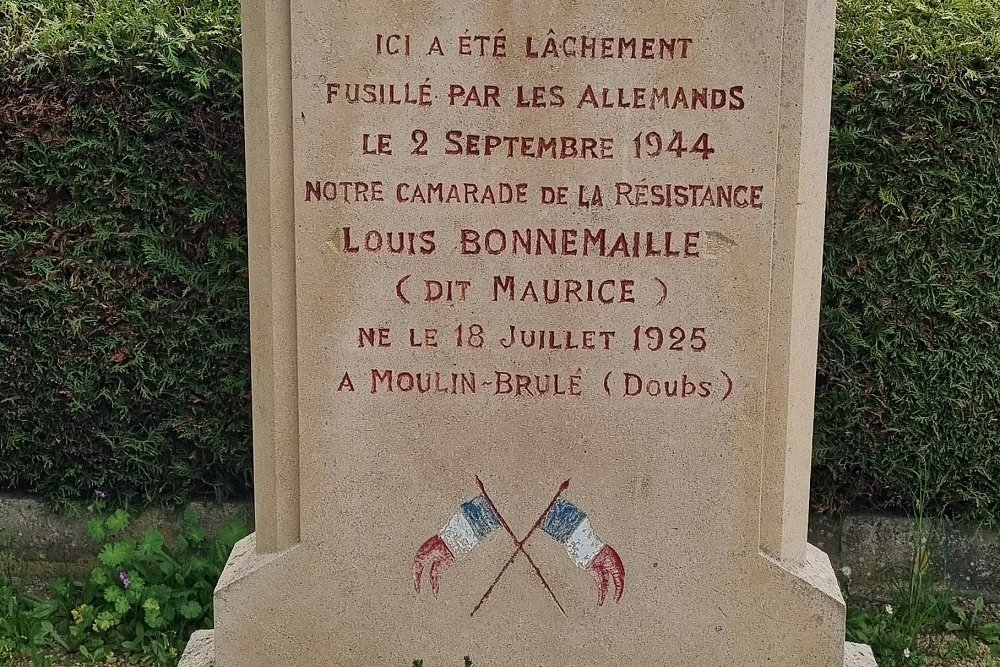 ICI A ÉTÉ LÂCHEMENT
FUSILLÉ PAR LES ALLEMANDS
LE 2 SEPTEMBRE 1944
NOTRE CAMARADE DE LA RÉSISTANCE
LOUIS BONNEMAILLE
(DIT MAURICE)
NE LE 18 JUILLET 1925
A MOULIN-BRULÉ (DOUBS)